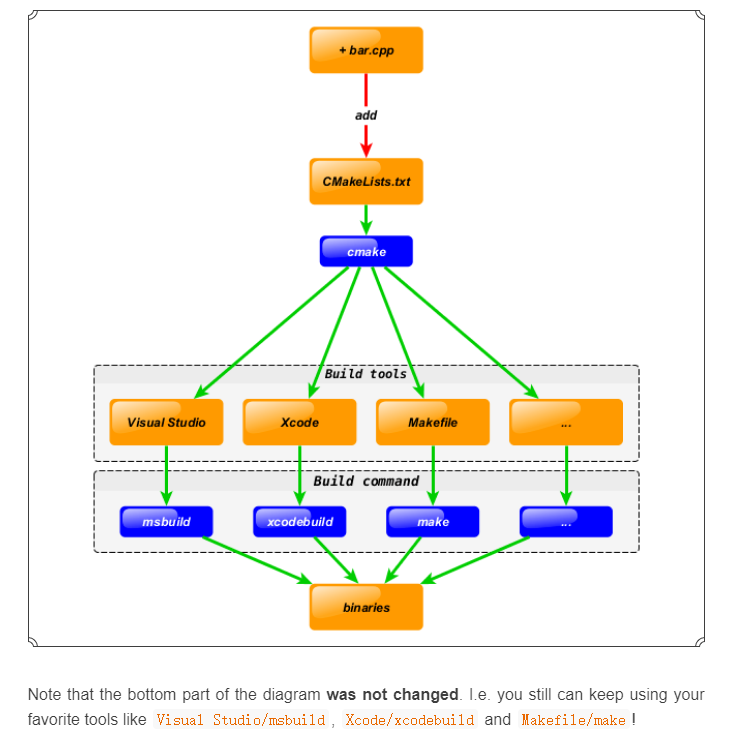 + bar.cpp
add
CMakeLists.txt
cmake
Build tools
Visual Studio
Xcode
Makefile
...
Build command
msbuild
xcodebuild
make
...
binaries
Note that the bottom part of the diagram was not changed. I.e. you still can keep using your
favorite tools like Visual Studio/msbuild , Xcode/xcodebuild and Makefile/make !